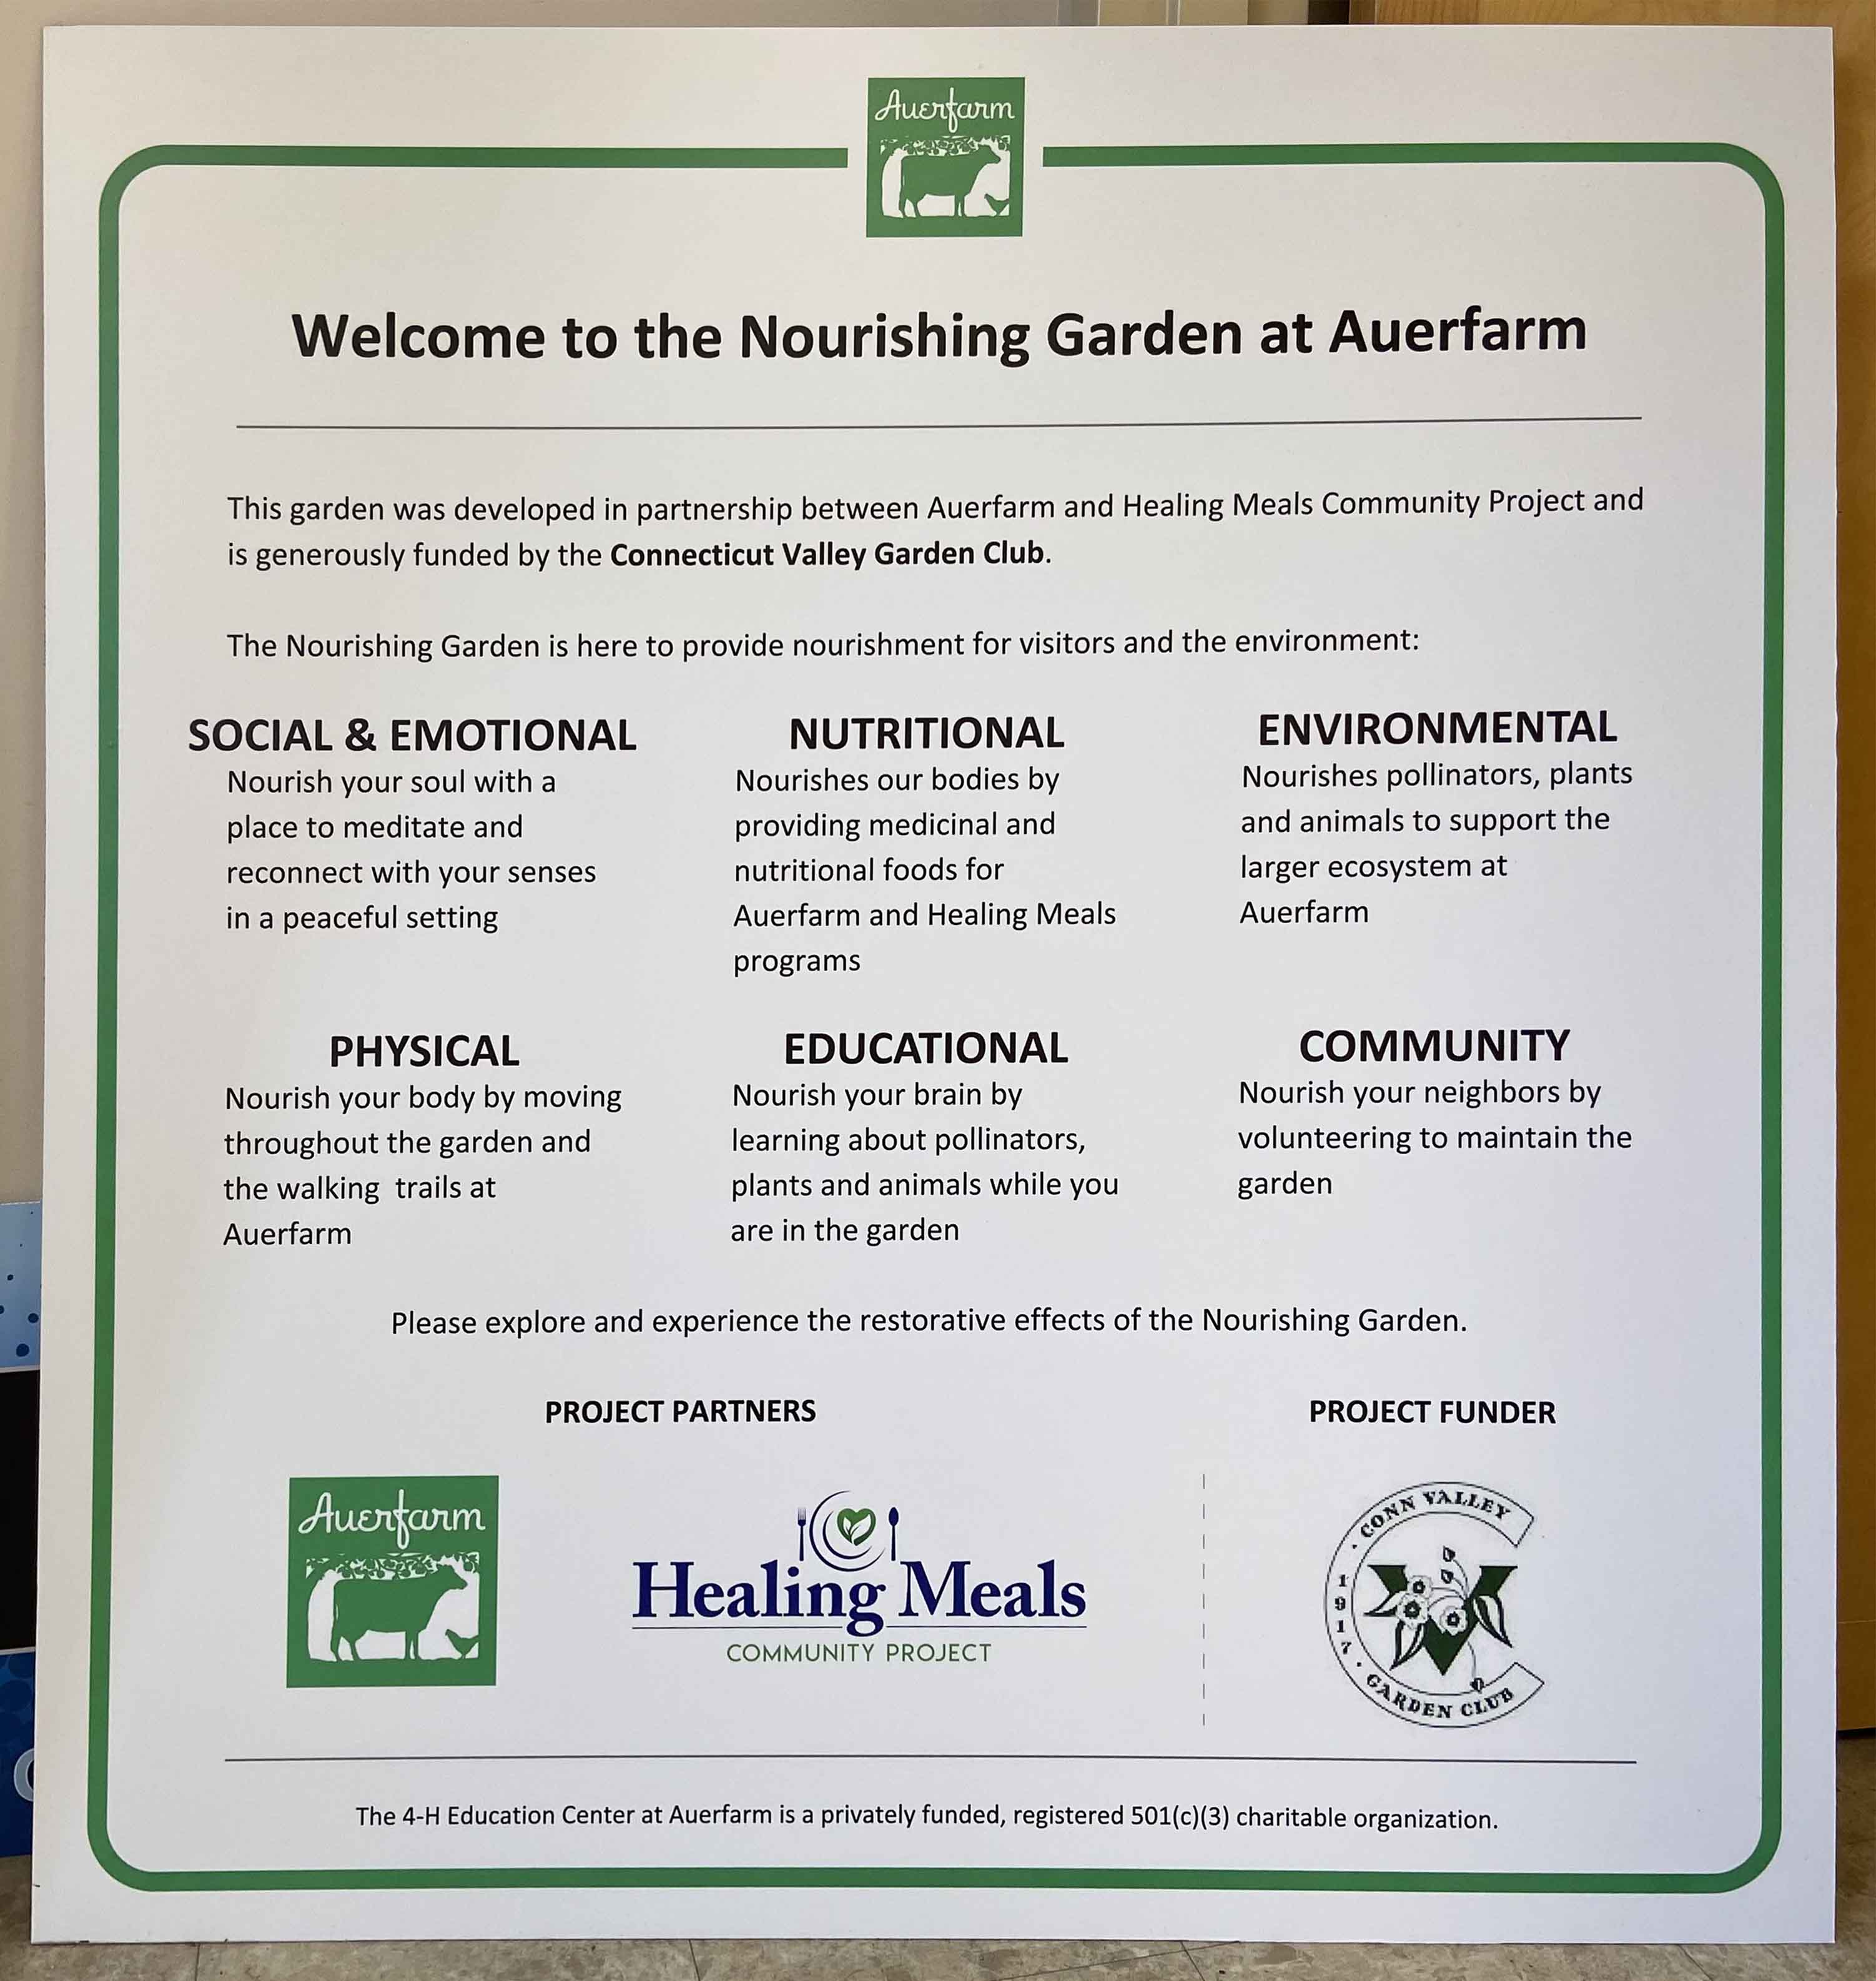 Auerfarm
Welcome to the Nourishing Garden at Auerfarm
This garden was developed in partnership between Auerfarm and Healing Meals Community Project and
is generously funded by the Connecticut Valley Garden Club.
The Nourishing Garden is here to provide nourishment for visitors and the environment:
SOCIAL & EMOTIONAL
Nourish your soul with a
place to meditate and
reconnect with your senses
in a peaceful setting
NUTRITIONAL
Nourishes our bodies by
providing medicinal and
nutritional foods for
Auerfarm and Healing Meals
programs
ENVIRONMENTAL
Nourishes pollinators, plants
and animals to support the
larger ecosystem at
Auerfarm
PHYSICAL
Nourish your body by moving
throughout the garden and
the walking trails at
Auerfarm
EDUCATIONAL
Nourish your brain by
learning about pollinators,
plants and animals while you
are in the garden
COMMUNITY
Nourish your neighbors by
volunteering to maintain the
garden
Please explore and experience the restorative effects of the Nourishing Garden.
PROJECT PARTNERS
Auerfarm
Healing Meals
COMMUNITY PROJECT
PROJECT FUNDER
CONN VALLEY
1917
GARDEN CLUB
The 4-H Education Center at Auerfarm is a privately funded, registered 501(c)(3) charitable organization.